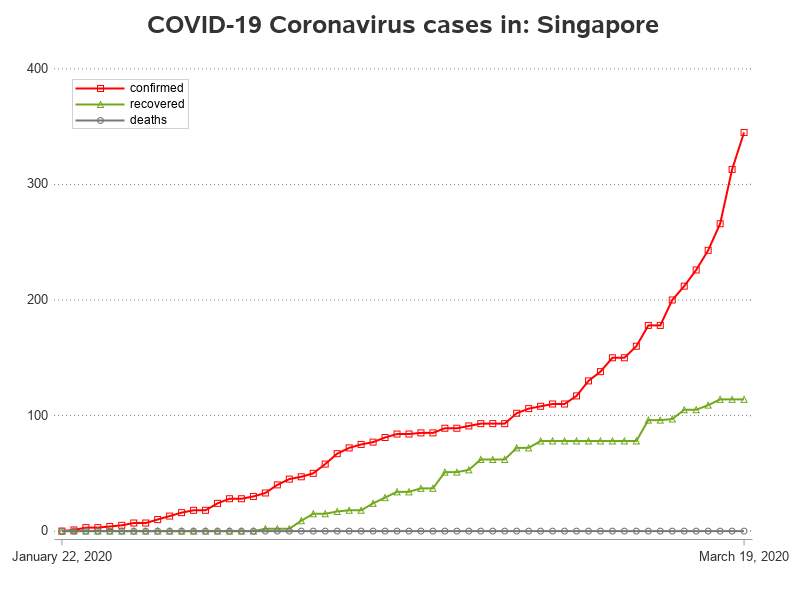 COVID-19 Coronavirus cases in: Singapore
400
confirmed
recovered
deaths
300
200
100
0
January 22, 2020
March 19, 2020